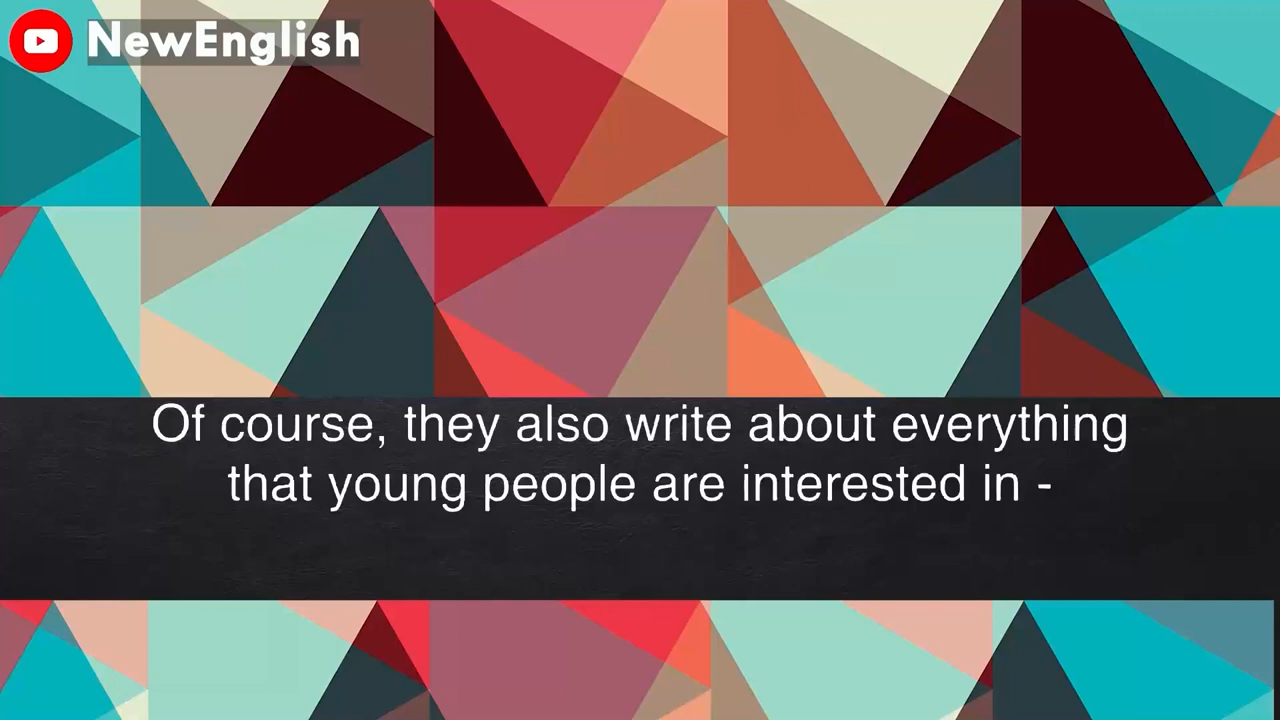 NewEnglish
Of course, they also write about everything
that young people are interested in -